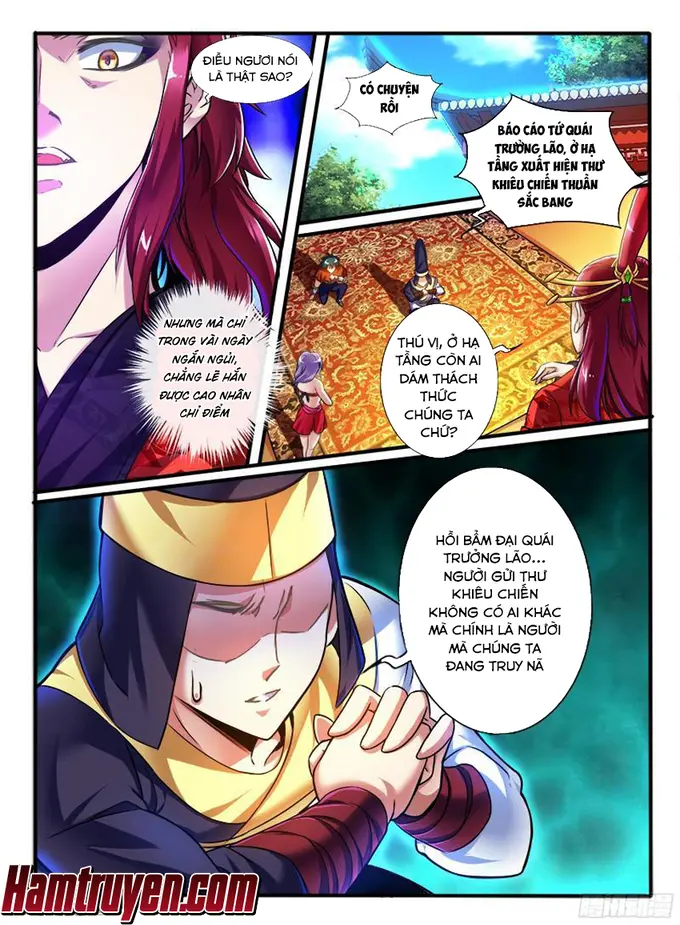 ĐIỀU NGƯƠI NÓI
LÀ THẬT SAO?
CÓ CHUYỆN
RỒI
BÁO CÁO TỨ QUÁI
TRƯỞNG LÃO, Ở HẠ
TẦNG XUẤT HIỆN THƯ
KHIÊU CHIẾN THUẦN
SẮC BANG
NHƯNG MÀ CHỈ
TRONG VÀI NGÀY
NGẮN NGỦI,
CHẲNG LẼ HẮN
ĐƯỢC CAO NHÂN
CHỈ ĐIỂM
THÚ VỊ, Ở HẠ
TẦNG CÒN AI
DÁM THÁCH
THỨC
CHÚNG TA
CHỨ?
HỒI BẨM ĐẠI QUÁI
TRƯỞNG LÃO...
NGƯỜI GỬI THƯ
KHIÊU CHIẾN
KHÔNG CÓ AI KHÁC
MÀ CHÍNH LÀ NGƯỜI
MÀ CHÚNG TA
ĐANG TRUY NÃ
Hamtruyen.com